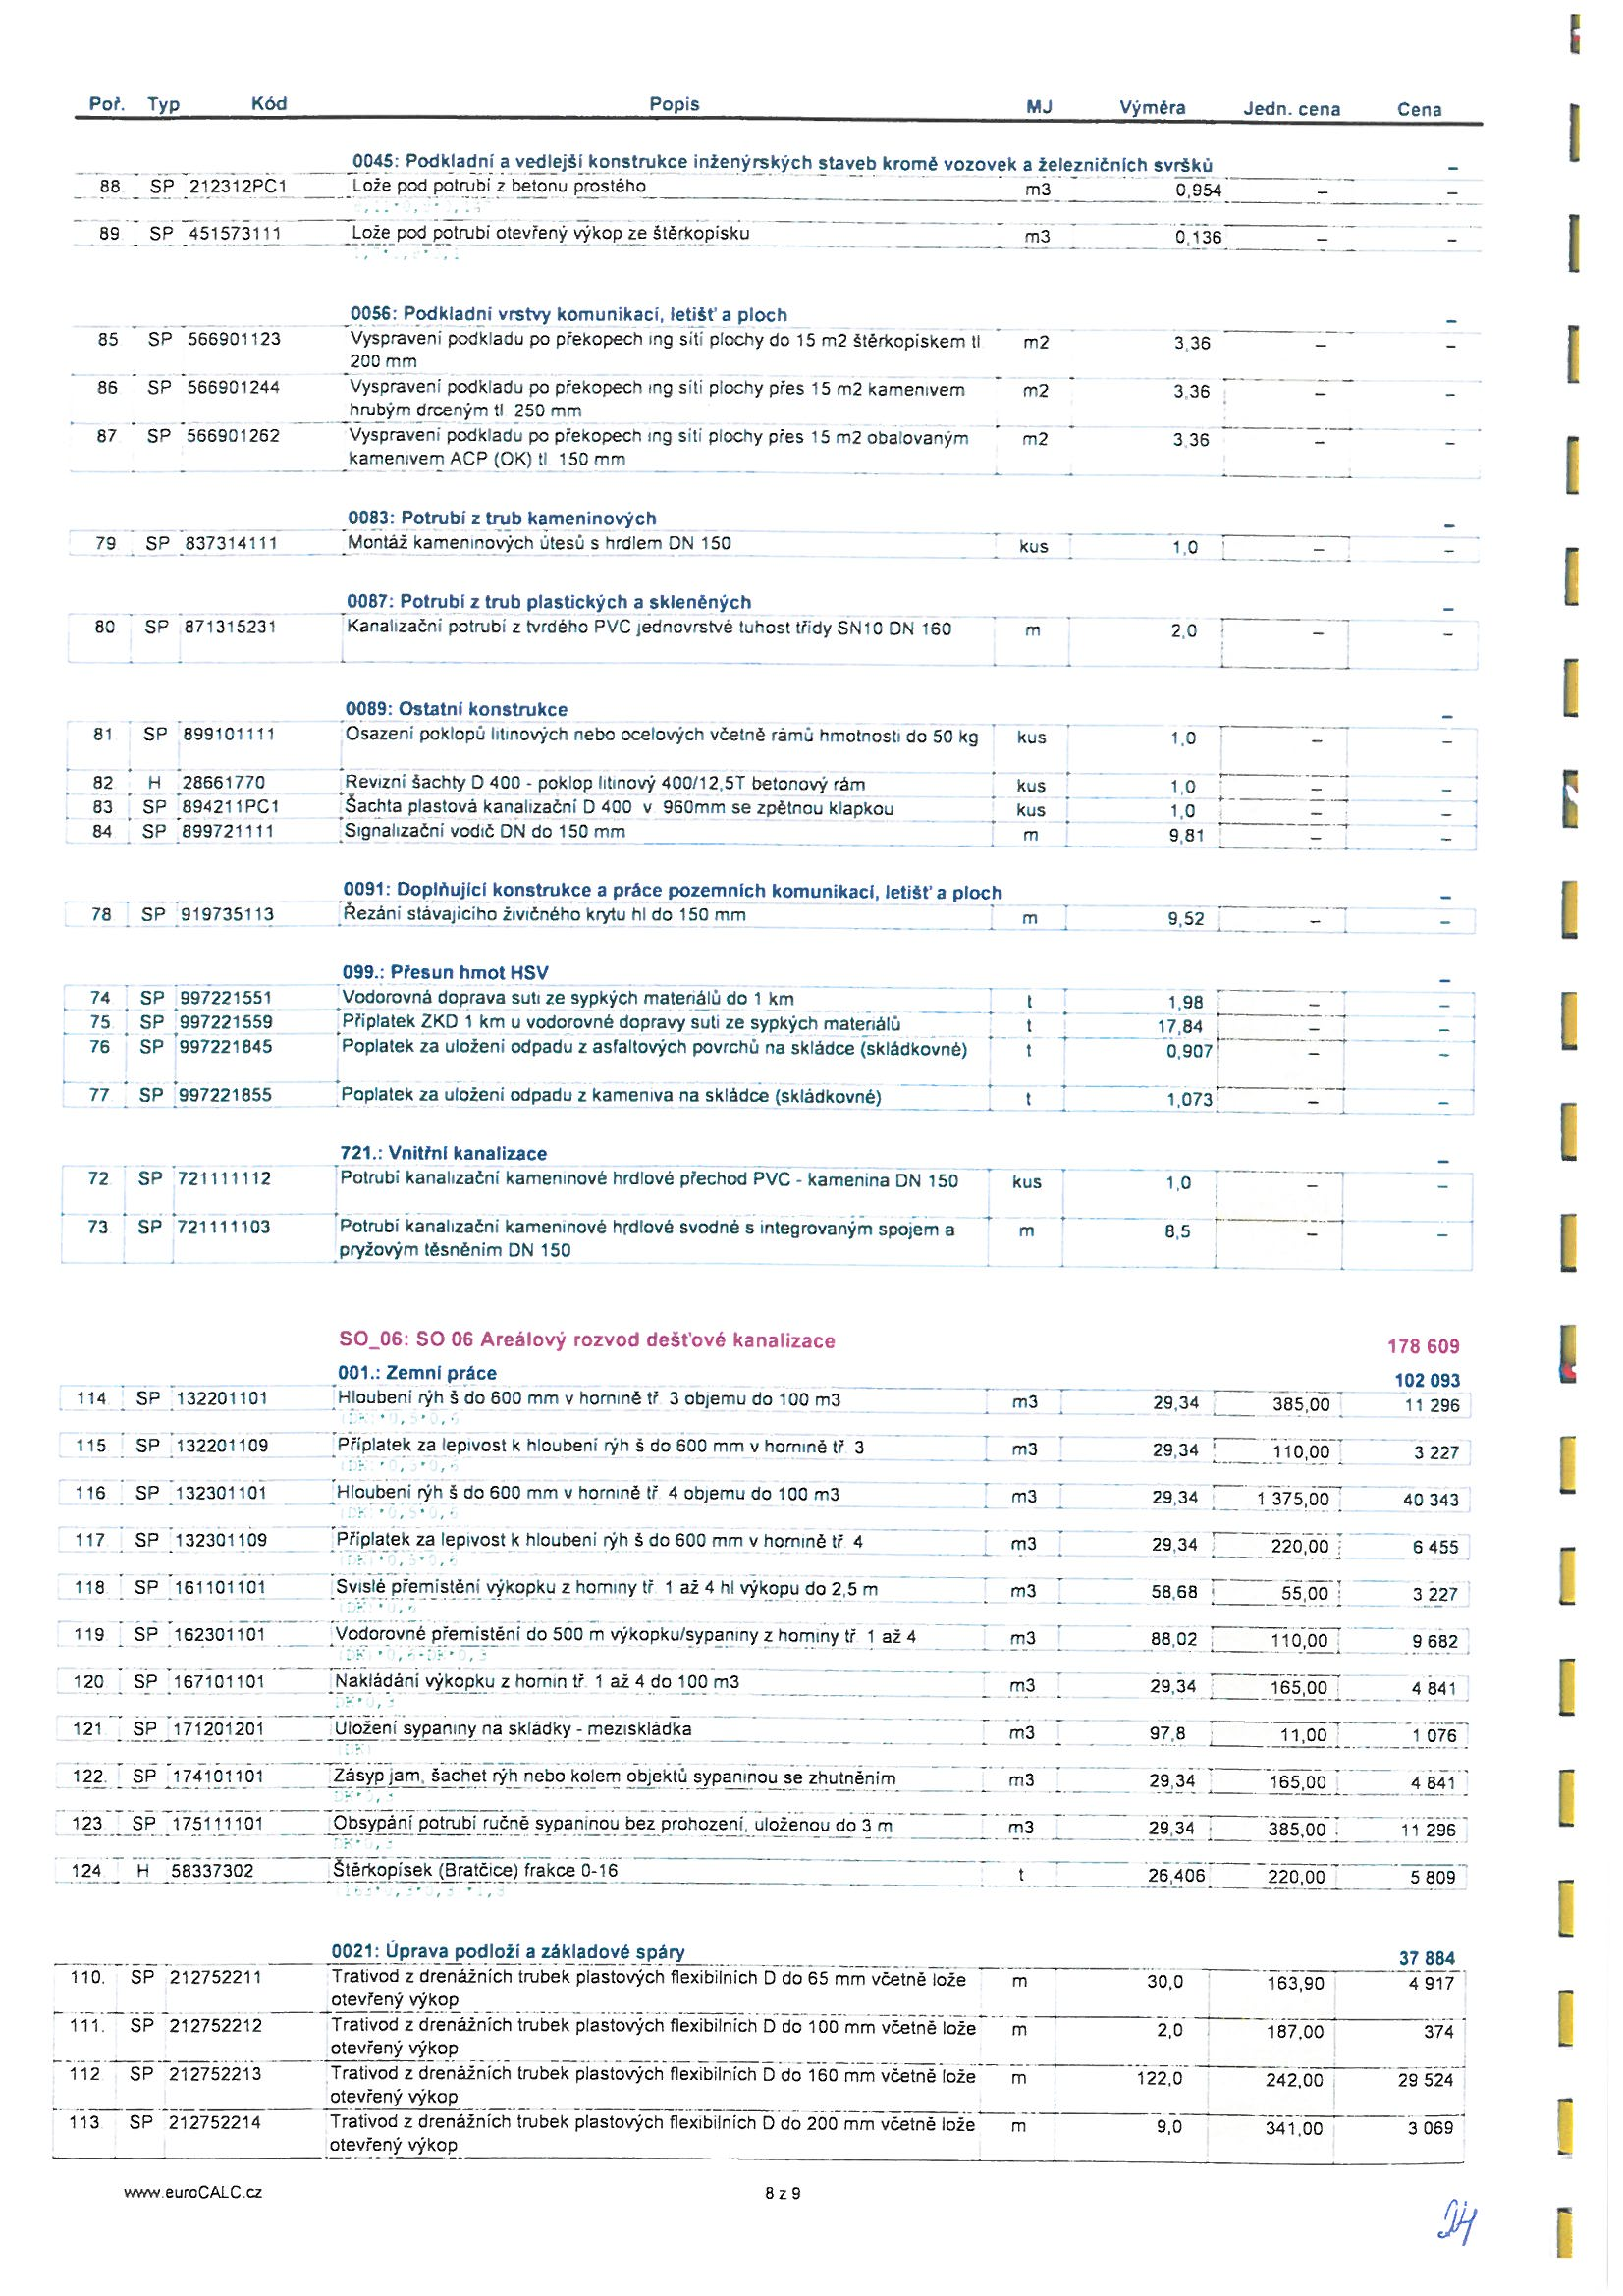 Poř. Typ Kód Popis MJ Výměra Jedn. cena Cena
0045: Podkladní a vedlejší konstrukce inženýrských staveb kromě vozovek a železničních svršků –
88 SP 212312PC1 Lože pod potrubí z betonu prostého m3 0,954 – –
89 SP 451573111 Lože pod potrubí otevřený výkop ze štěrkopísku m3 0,136 – –
0056: Podkladní vrstvy komunikací, letišť a ploch –
85 SP 566901123 Vyspravení podkladu po překopech ing sítí plochy do 15 m2 štěrkopískem tl m2 3,36 – –
200 mm
86 SP 566901244 Vyspravení podkladu po překopech ing sítí plochy přes 15 m2 kamenivem m2 3,36 – –
hrubým drceným tl. 250 mm
87 SP 566901262 Vyspravení podkladu po překopech ing sítí plochy přes 15 m2 obalovaným m2 3,36 – –
kamenivem ACP (OK) tl. 150 mm
0083: Potrubí z trub kameninových –
79 SP 837314111 Montáž kameninových útesů s hrdlem DN 150 kus 1,0 – –
0087: Potrubí z trub plastických a skleněných –
80 SP 871315231 Kanalizační potrubí z tvrdého PVC jednovrstvé tuhost třídy SN10 DN 160 m 2,0 – –
0089: Ostatní konstrukce –
81 SP 899101111 Osazení poklopů litinových nebo ocelových včetně rámů hmotnosti do 50 kg kus 1,0 – –
82 H 28661770 Revizní šachty D 400 - poklop litinový 400/12,5T betonový rám kus 1,0 – –
83 SP 894211PC1 Šachta plastová kanalizační D 400 v 960mm se zpětnou klapkou kus 1,0 – –
84 SP 899721111 Signalizační vodič DN do 150 mm m 9,81 – –
0091: Doplňující konstrukce a práce pozemních komunikací, letišť a ploch –
78 SP 919735113 Řezání stávajícího živičného krytu hl do 150 mm m 9,52 – –
099.: Přesun hmot HSV –
74 SP 997221551 Vodorovná doprava suti ze sypkých materiálů do 1 km t 1,98 – –
75 SP 997221559 Příplatek ZKD 1 km u vodorovné dopravy suti ze sypkých materiálů t 17,84 – –
76 SP 997221845 Poplatek za uložení odpadu z asfaltových povrchů na skládce (skládkovné) t 0,907 – –
77 SP 997221855 Poplatek za uložení odpadu z kameniva na skládce (skládkovné) t 1,073 – –
721.: Vnitřní kanalizace –
72 SP 721111112 Potrubí kanalizační kameninové hrdlové přechod PVC - kamenina DN 150 kus 1,0 – –
73 SP 721111103 Potrubí kanalizační kameninové hrdlové svodné s integrovaným spojem a m 8,5 – –
pryžovým těsněním DN 150
SO_06: SO 06 Areálový rozvod dešťové kanalizace 178 609
001.: Zemní práce 102 093
114 SP 132201101 Hloubení rýh š do 600 mm v hornině tř. 3 objemu do 100 m3 m3 29,34 385,00 11 296
115 SP 132201109 Příplatek za lepivost k hloubení rýh š do 600 mm v hornině tř. 3 m3 29,34 110,00 3 227
116 SP 132301101 Hloubení rýh š do 600 mm v hornině tř. 4 objemu do 100 m3 m3 29,34 1 375,00 40 343
117 SP 132301109 Příplatek za lepivost k hloubení rýh š do 600 mm v hornině tř. 4 m3 29,34 220,00 6 455
118 SP 161101101 Svislé přemístění výkopku z horniny tř. 1 až 4 hl výkopu do 2,5 m m3 58,68 55,00 3 227
119 SP 162301101 Vodorovné přemístění do 500 m výkopku/sypaniny z horniny tř. 1 až 4 m3 88,02 110,00 9 682
120 SP 167101101 Nakládání výkopku z hornin tř. 1 až 4 do 100 m3 m3 29,34 165,00 4 841
121 SP 171201201 Uložení sypaniny na skládky - meziskládka m3 97,8 11,00 1 076
122. SP 174101101 Zásyp jam, šachet rýh nebo kolem objektů sypaninou se zhutněním m3 29,34 165,00 4 841
123 SP 175111101 Obsypání potrubí ručně sypaninou bez prohození, uloženou do 3 m m3 29,34 385,00 11 296
124 H 58337302 Štěrkopísek (Bratčice) frakce 0-16 t 26,406 220,00 5 809
0021: Úprava podloží a základové spáry 37 884
110. SP 212752211 Trativod z drenážních trubek plastových flexibilních D do 65 mm včetně lože m 30,0 163,90 4 917
otevřený výkop
111. SP 212752212 Trativod z drenážních trubek plastových flexibilních D do 100 mm včetně lože m 2,0 187,00 374
otevřený výkop
112 SP 212752213 Trativod z drenážních trubek plastových flexibilních D do 160 mm včetně lože m 122,0 242,00 29 524
otevřený výkop
113 SP 212752214 Trativod z drenážních trubek plastových flexibilních D do 200 mm včetně lože m 9,0 341,00 3 069
otevřený výkop
www.euroCALC.cz 8 z 9